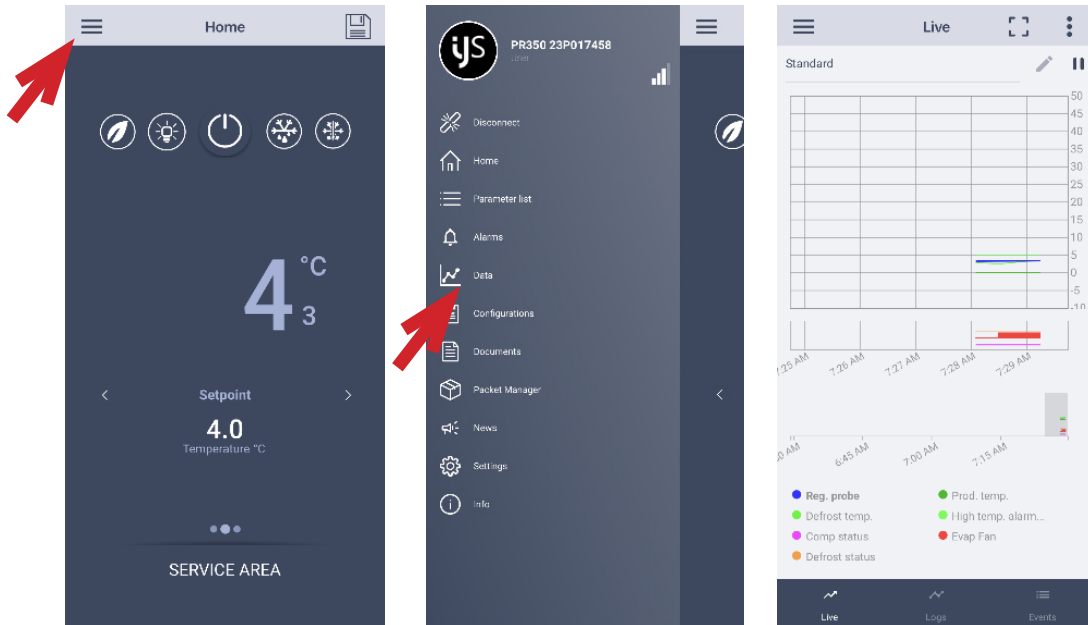 Home
4 °C
3
Setpoint
4.0
Temperature °C
SERVICE AREA
ijs
PR350 23P017458
User
Disconnect
Home
Parameter list
Alarms
Data
Configurations
Documents
Packet Manager
News
Settings
Info
Live
Standard
50
45
40
35
30
25
20
15
10
5
0
-5
-10
7:25 AM 7:26 AM 7:27 AM 7:28 AM 7:29 AM
0 AM 6:45 AM 7:00 AM 7:15 AM
Reg. probe Prod. temp.
Defrost temp. High temp. alarm...
Comp status Evap Fan
Defrost status
Live Logs Events